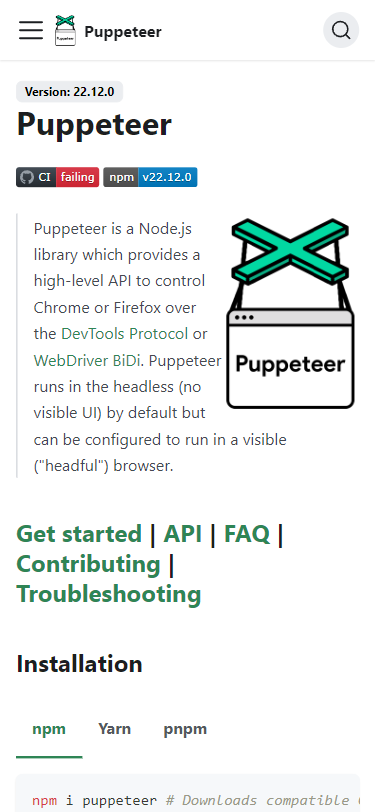 Puppeteer
Version: 22.12.0
Puppeteer
CI failing npm v22.12.0
Puppeteer is a Node.js
library which provides a
high-level API to control
Chrome or Firefox over
the DevTools Protocol or
WebDriver BiDi. Puppeteer
runs in the headless (no
visible UI) by default but
can be configured to run in a visible
("headful") browser.
Puppeteer
Get started | API | FAQ |
Contributing |
Troubleshooting
Installation
npm Yarn pnpm
npm i puppeteer # Downloads compatible